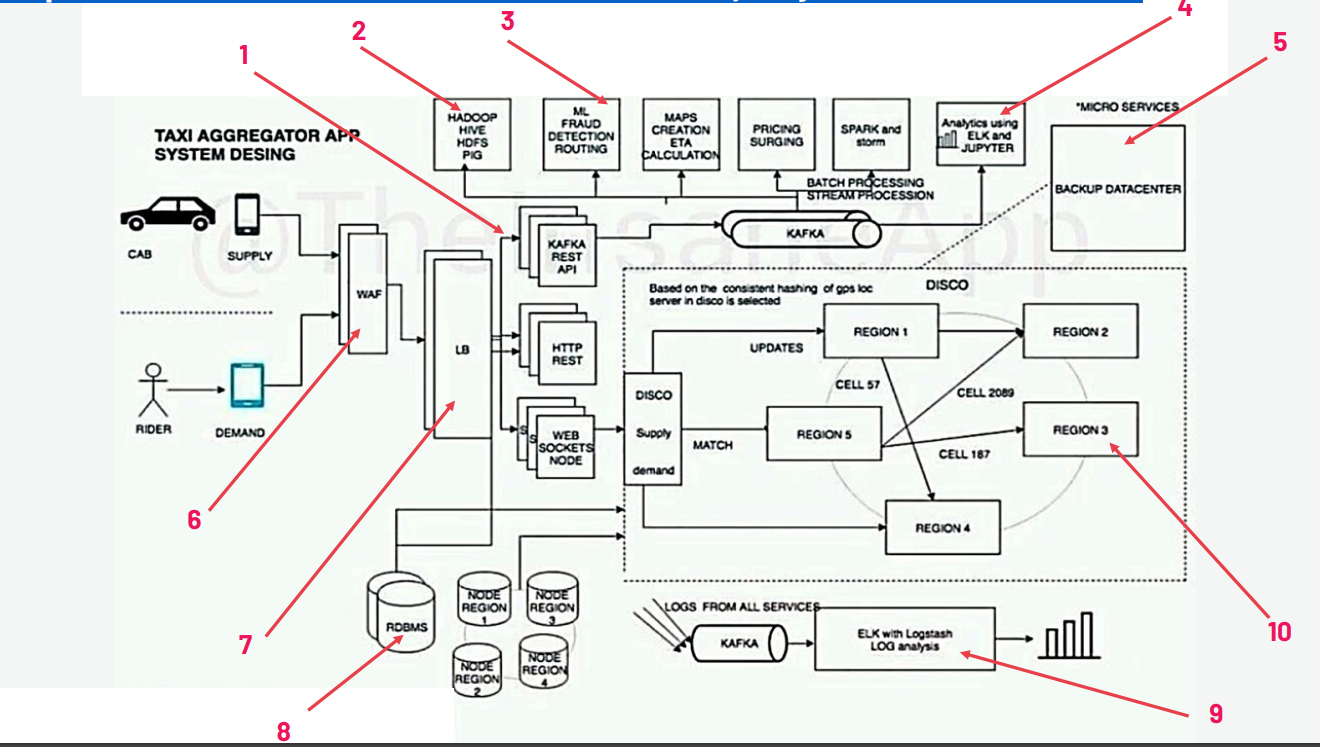 1
2
3
4
5
TAXI AGGREGATOR APP
SYSTEM DESING
HADOOP
HIVE
HDFS
PIG
ML
FRAUD
DETECTION
ROUTING
MAPS
CREATION
ETA
CALCULATION
PRICING
SURGING
SPARK and
storm
Analytics using
ELK and
JUPYTER
*MICRO SERVICES
BACKUP DATACENTER
BATCH PROCESSING
STREAM PROCESSION
KAFKA
CAB
SUPPLY
WAF
LB
KAFKA
REST
API
HTTP
REST
S
S
WEB
SOCKETS
NODE
RIDER
DEMAND
Based on the consistent hashing of gps loc
server in disco is selected
DISCO
REGION 1
REGION 2
UPDATES
CELL 57
CELL 2089
DISCO
Supply
demand
MATCH
REGION 5
REGION 3
CELL 187
REGION 4
6
7
8
9
10
RDBMS
NODE
REGION
1
NODE
REGION
3
NODE
REGION
2
NODE
REGION
4
LOGS FROM ALL SERVICES
KAFKA
ELK with Logstash
LOG analysis